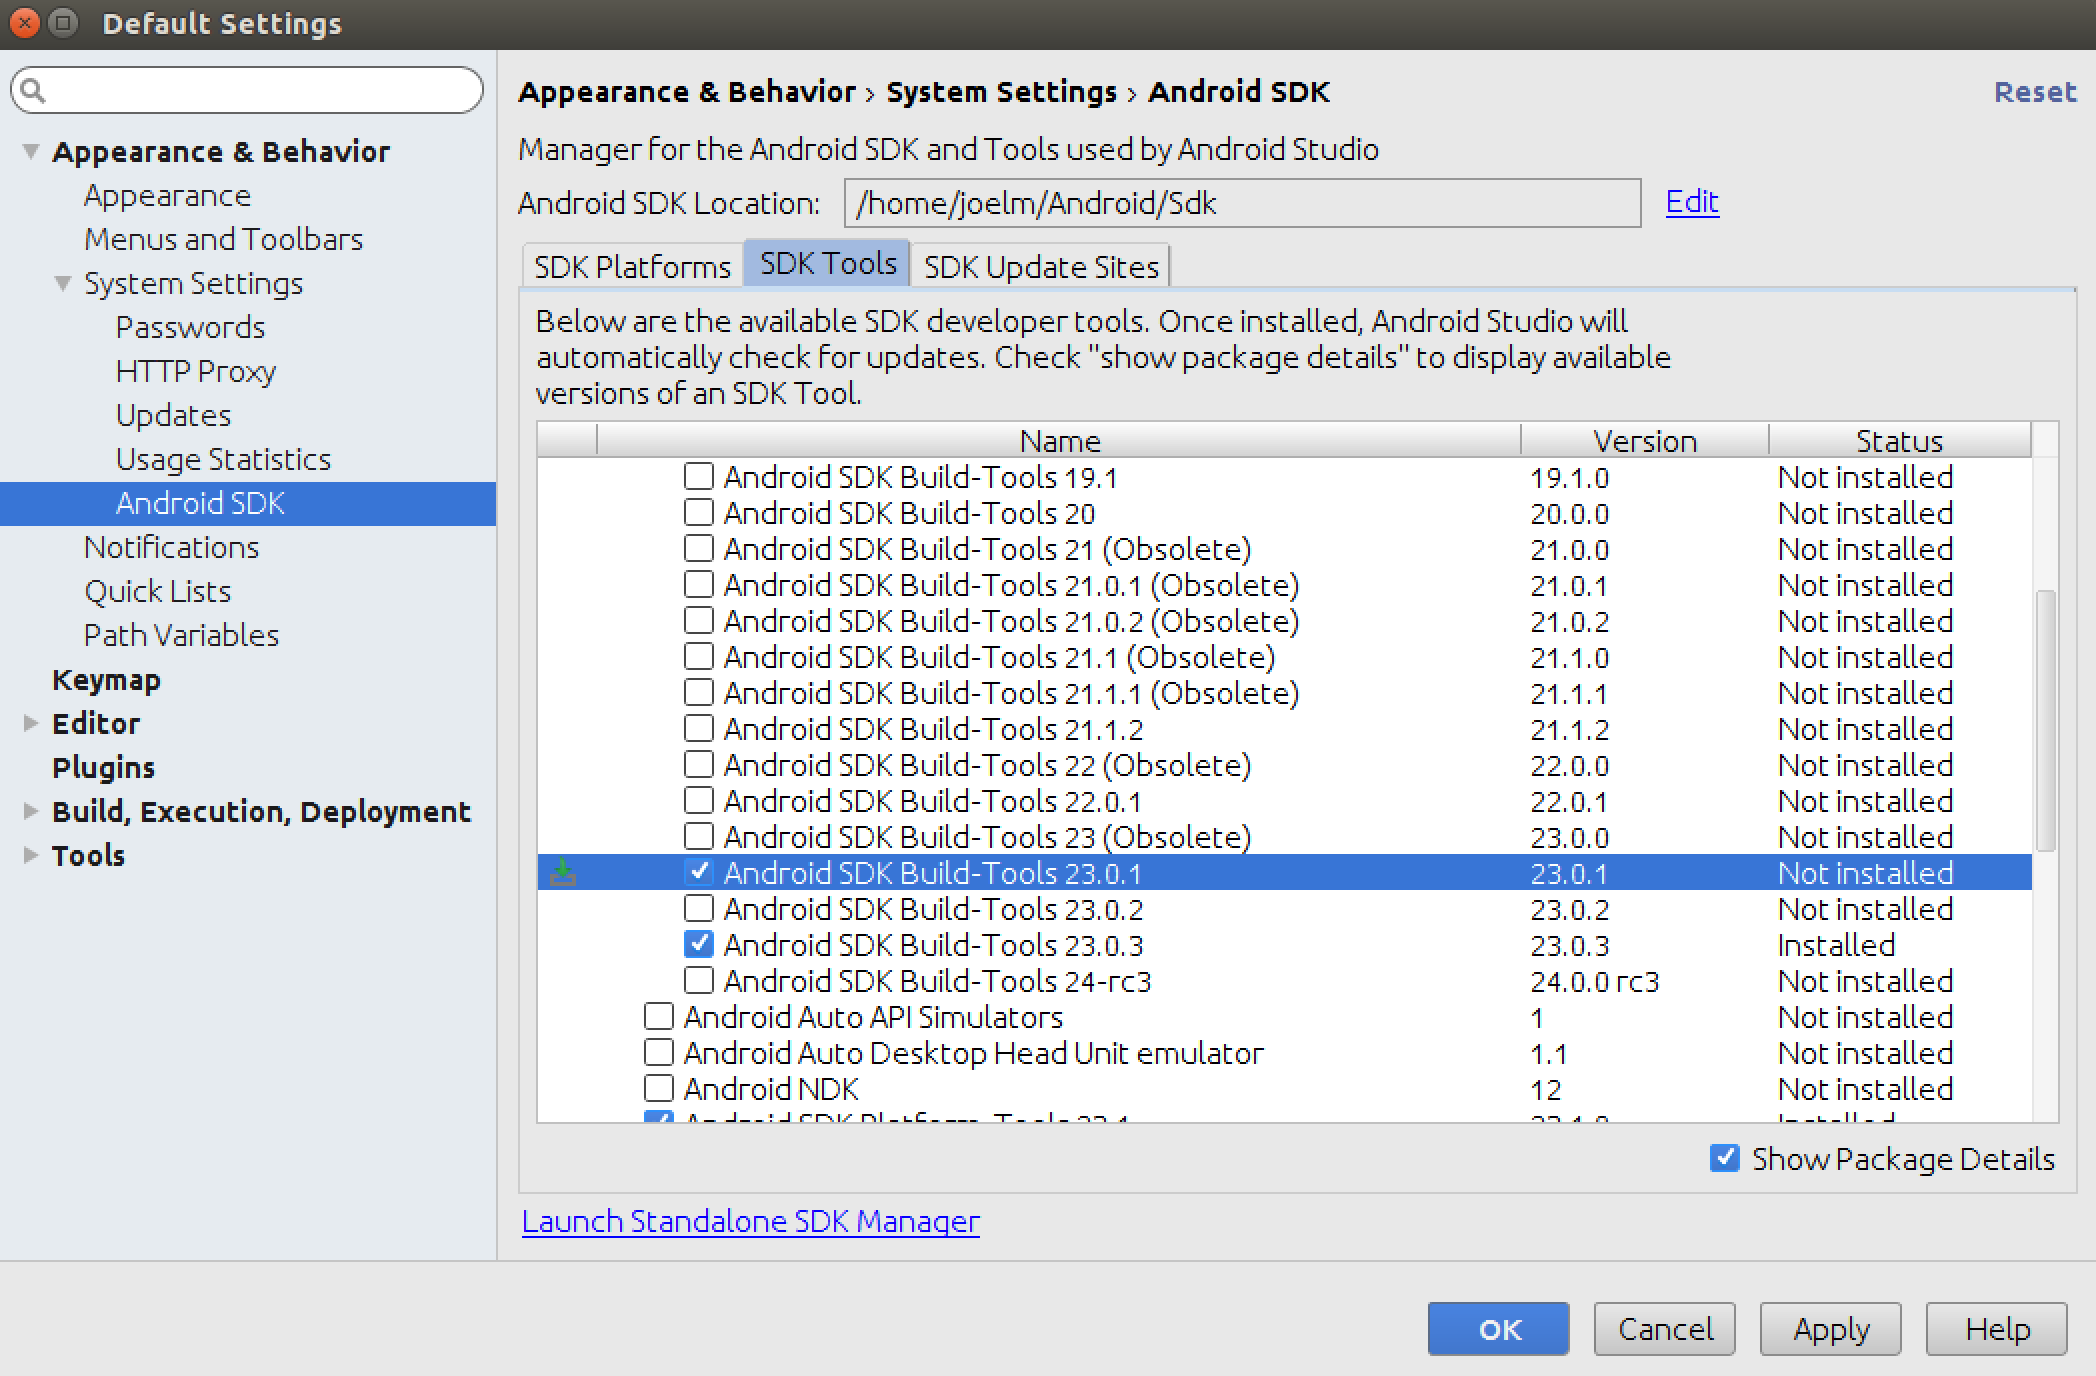 Default Settings
Appearance & Behavior
Appearance
Menus and Toolbars
System Settings
Passwords
HTTP Proxy
Updates
Usage Statistics
Android SDK
Notifications
Quick Lists
Path Variables
Keymap
Editor
Plugins
Build, Execution, Deployment
Tools
Appearance & Behavior › System Settings › Android SDK Reset
Manager for the Android SDK and Tools used by Android Studio
Android SDK Location: /home/joelm/Android/Sdk Edit
SDK Platforms SDK Tools SDK Update Sites
Below are the available SDK developer tools. Once installed, Android Studio will
automatically check for updates. Check "show package details" to display available
versions of an SDK Tool.
Name Version Status
Android SDK Build-Tools 19.1 19.1.0 Not installed
Android SDK Build-Tools 20 20.0.0 Not installed
Android SDK Build-Tools 21 (Obsolete) 21.0.0 Not installed
Android SDK Build-Tools 21.0.1 (Obsolete) 21.0.1 Not installed
Android SDK Build-Tools 21.0.2 (Obsolete) 21.0.2 Not installed
Android SDK Build-Tools 21.1 (Obsolete) 21.1.0 Not installed
Android SDK Build-Tools 21.1.1 (Obsolete) 21.1.1 Not installed
Android SDK Build-Tools 21.1.2 21.1.2 Not installed
Android SDK Build-Tools 22 (Obsolete) 22.0.0 Not installed
Android SDK Build-Tools 22.0.1 22.0.1 Not installed
Android SDK Build-Tools 23 (Obsolete) 23.0.0 Not installed
Android SDK Build-Tools 23.0.1 23.0.1 Not installed
Android SDK Build-Tools 23.0.2 23.0.2 Not installed
Android SDK Build-Tools 23.0.3 23.0.3 Installed
Android SDK Build-Tools 24-rc3 24.0.0 rc3 Not installed
Android Auto API Simulators 1 Not installed
Android Auto Desktop Head Unit emulator 1.1 Not installed
Android NDK 12 Not installed
Android SDK Platform-Tools Installed
Show Package Details
Launch Standalone SDK Manager
OK Cancel Apply Help